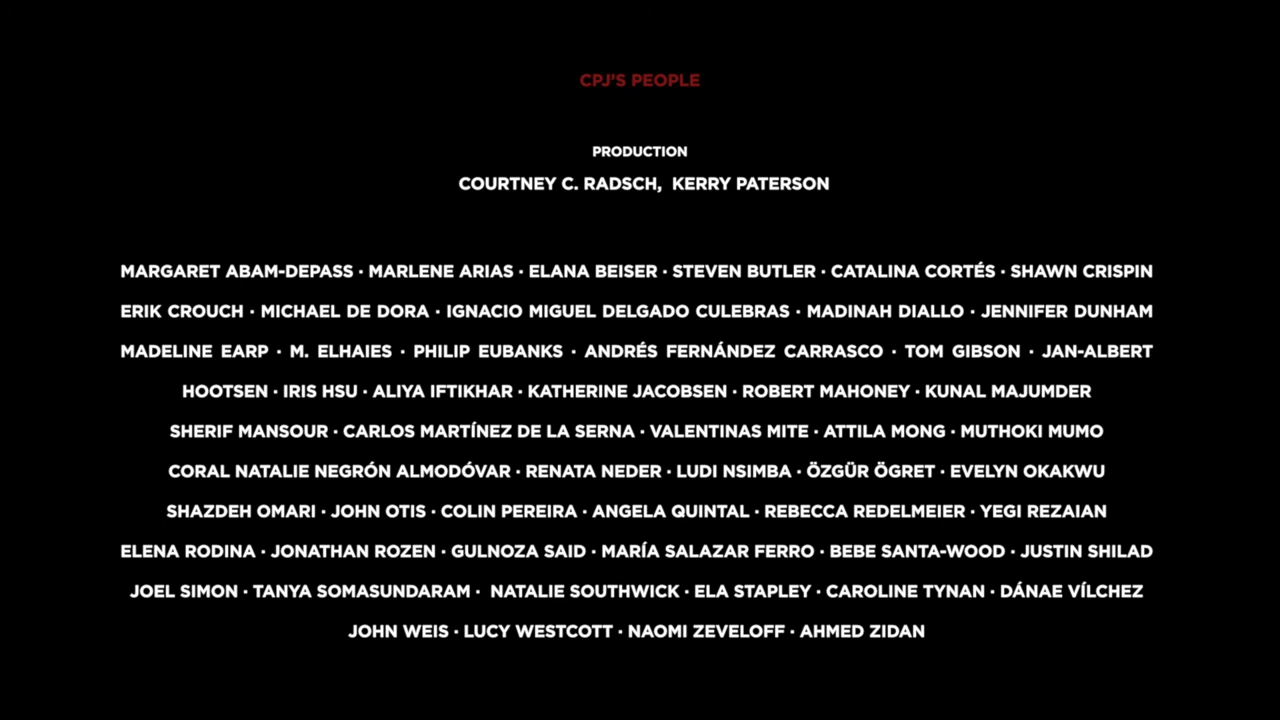 CPJ'S PEOPLE
PRODUCTION
COURTNEY C. RADSCH, KERRY PATERSON
MARGARET ABAM-DEPASS · MARLENE ARIAS · ELANA BEISER · STEVEN BUTLER · CATALINA CORTÉS · SHAWN CRISPIN
ERIK CROUCH · MICHAEL DE DORA · IGNACIO MIGUEL DELGADO CULEBRAS · MADINAH DIALLO · JENNIFER DUNHAM
MADELINE EARP · M. ELHAIES · PHILIP EUBANKS · ANDRÉS FERNÁNDEZ CARRASCO · TOM GIBSON · JAN-ALBERT
HOOTSEN · IRIS HSU · ALIYA IFTIKHAR · KATHERINE JACOBSEN · ROBERT MAHONEY · KUNAL MAJUMDER
SHERIF MANSOUR · CARLOS MARTÍNEZ DE LA SERNA · VALENTINAS MITE · ATTILA MONG · MUTHOKI MUMO
CORAL NATALIE NEGRÓN ALMODÓVAR · RENATA NEDER · LUDI NSIMBA · ÖZGÜR ÖGRET · EVELYN OKAKWU
SHAZDEH OMARI · JOHN OTIS · COLIN PEREIRA · ANGELA QUINTAL · REBECCA REDELMEIER · YEGI REZAIAN
ELENA RODINA · JONATHAN ROZEN · GULNOZA SAID · MARÍA SALAZAR FERRO · BEBE SANTA-WOOD · JUSTIN SHILAD
JOEL SIMON · TANYA SOMASUNDARAM · NATALIE SOUTHWICK · ELA STAPLEY · CAROLINE TYNAN · DÁNAE VÍLCHEZ
JOHN WEIS · LUCY WESTCOTT · NAOMI ZEVELOFF · AHMED ZIDAN